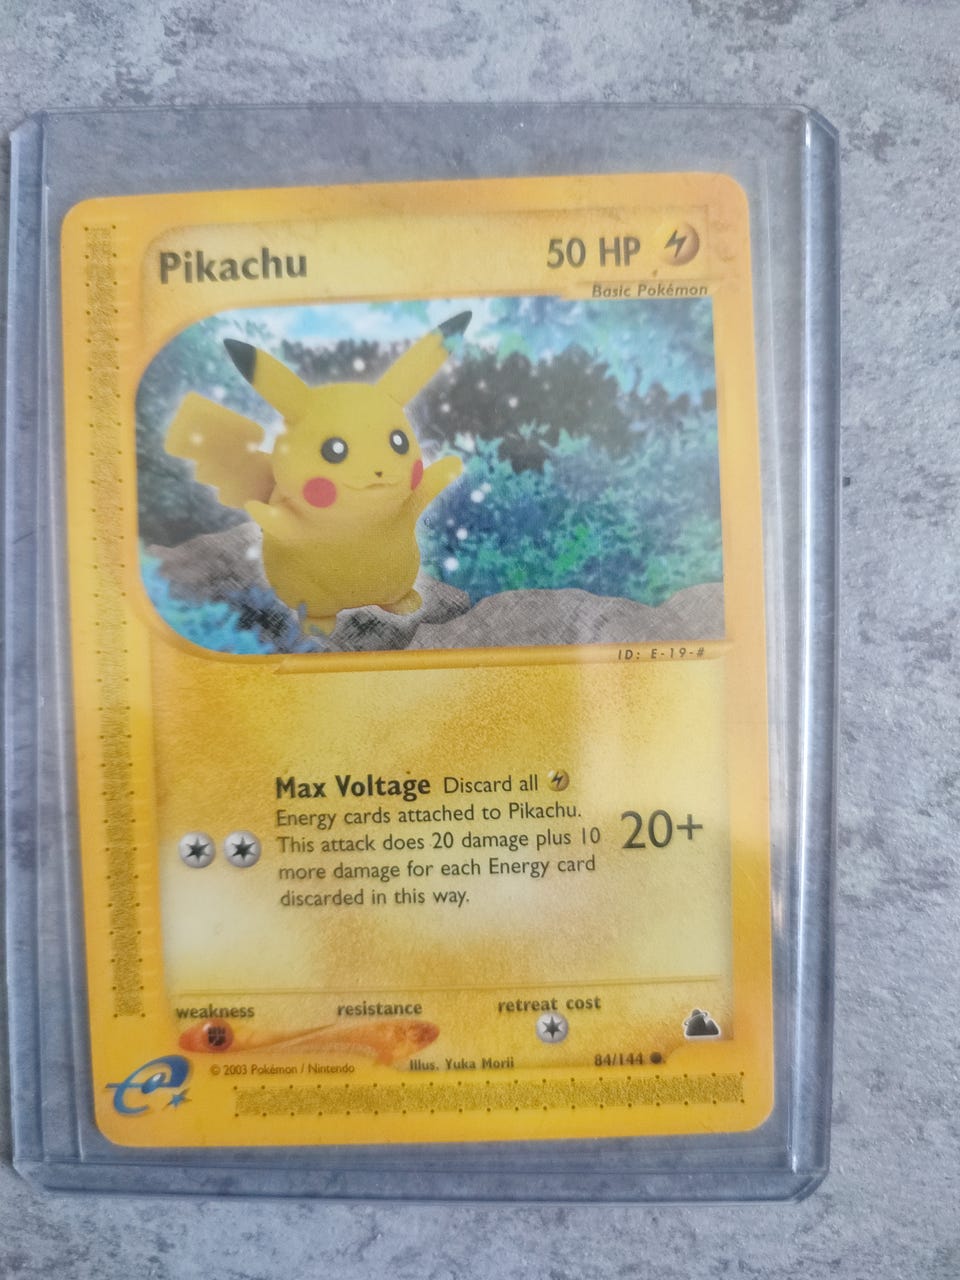 Pikachu 50 HP
Basic Pokémon
ID: E-19-#
Max Voltage Discard all
Energy cards attached to Pikachu.
This attack does 20 damage plus 10
more damage for each Energy card
discarded in this way.
20+
weakness resistance retreat cost
© 2003 Pokémon / Nintendo Illus. Yuka Morii 84/144
e